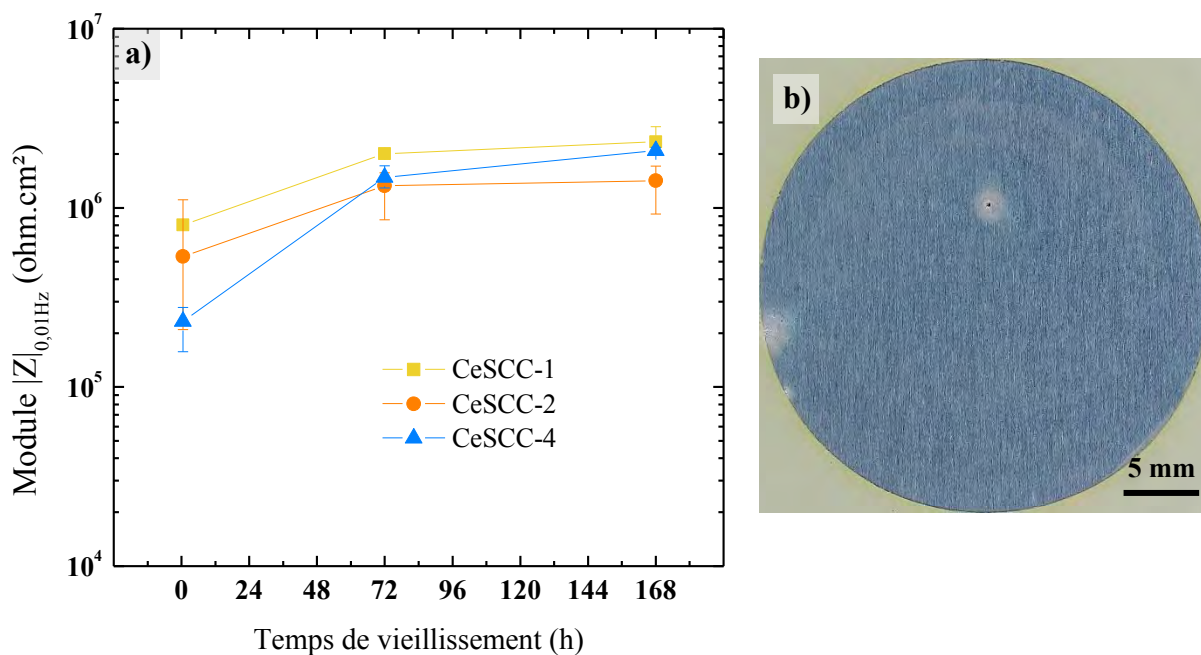 a)
Module |Z|0,01Hz (ohm.cm²)
10⁷
10⁶
10⁵
10⁴
CeSCC-1
CeSCC-2
CeSCC-4
0 24 48 72 96 120 144 168
Temps de vieillissement (h)
b)
5 mm